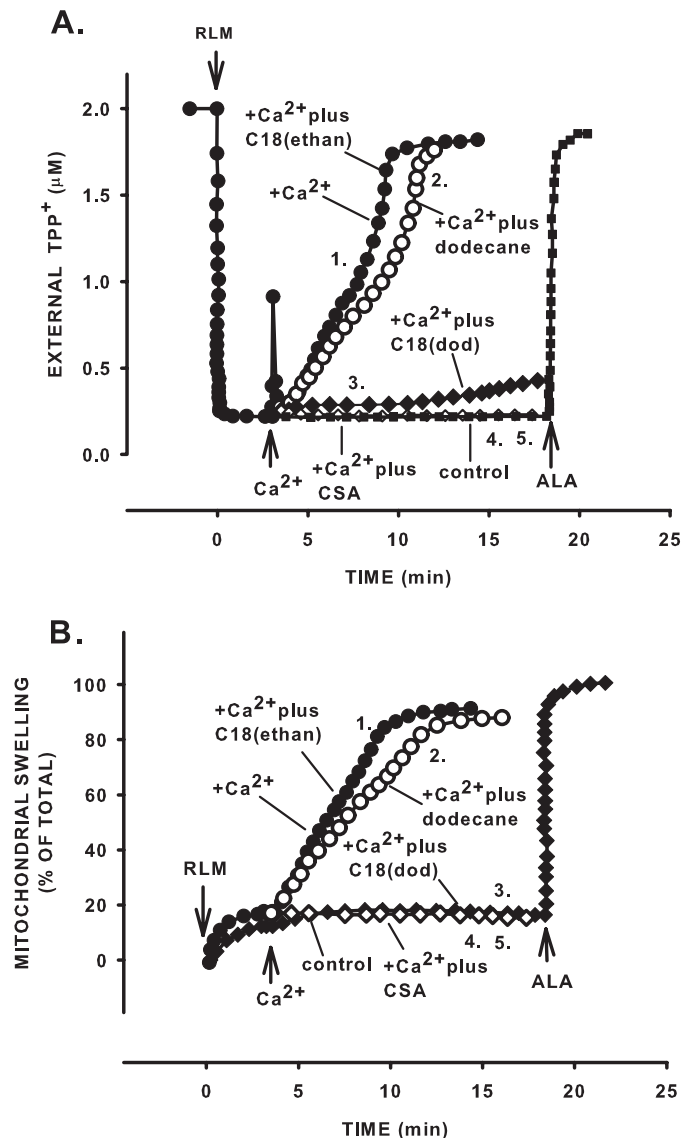 A.
RLM
+Ca2+plus
C18(ethan)
+Ca2+
1.
2.
+Ca2+plus
dodecane
+Ca2+plus
C18(dod)
3.
4. 5.
Ca2+
+Ca2+plus
CSA
control
ALA
EXTERNAL TPP+ (μM)
2.0
1.5
1.0
0.5
0.0
0 5 10 15 20 25
TIME (min)
B.
MITOCHONDRIAL SWELLING
(% OF TOTAL)
100
80
60
40
20
0
RLM
+Ca2+plus
C18(ethan)
+Ca2+
1.
2.
+Ca2+plus
dodecane
+Ca2+plus
C18(dod)
3.
4. 5.
control
+Ca2+plus
CSA
Ca2+
ALA
0 5 10 15 20 25
TIME (min)